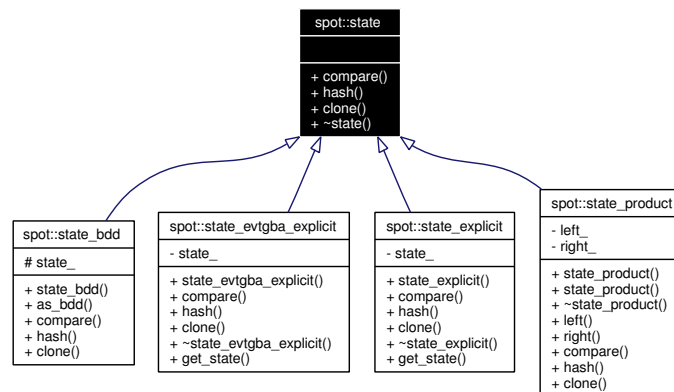 spot::state
+ compare()
+ hash()
+ clone()
+ ~state()
spot::state_bdd
# state_
+ state_bdd()
+ as_bdd()
+ compare()
+ hash()
+ clone()
spot::state_evtgba_explicit
- state_
+ state_evtgba_explicit()
+ compare()
+ hash()
+ clone()
+ ~state_evtgba_explicit()
+ get_state()
spot::state_explicit
- state_
+ state_explicit()
+ compare()
+ hash()
+ clone()
+ ~state_explicit()
+ get_state()
spot::state_product
- left_
- right_
+ state_product()
+ state_product()
+ ~state_product()
+ left()
+ right()
+ compare()
+ hash()
+ clone()